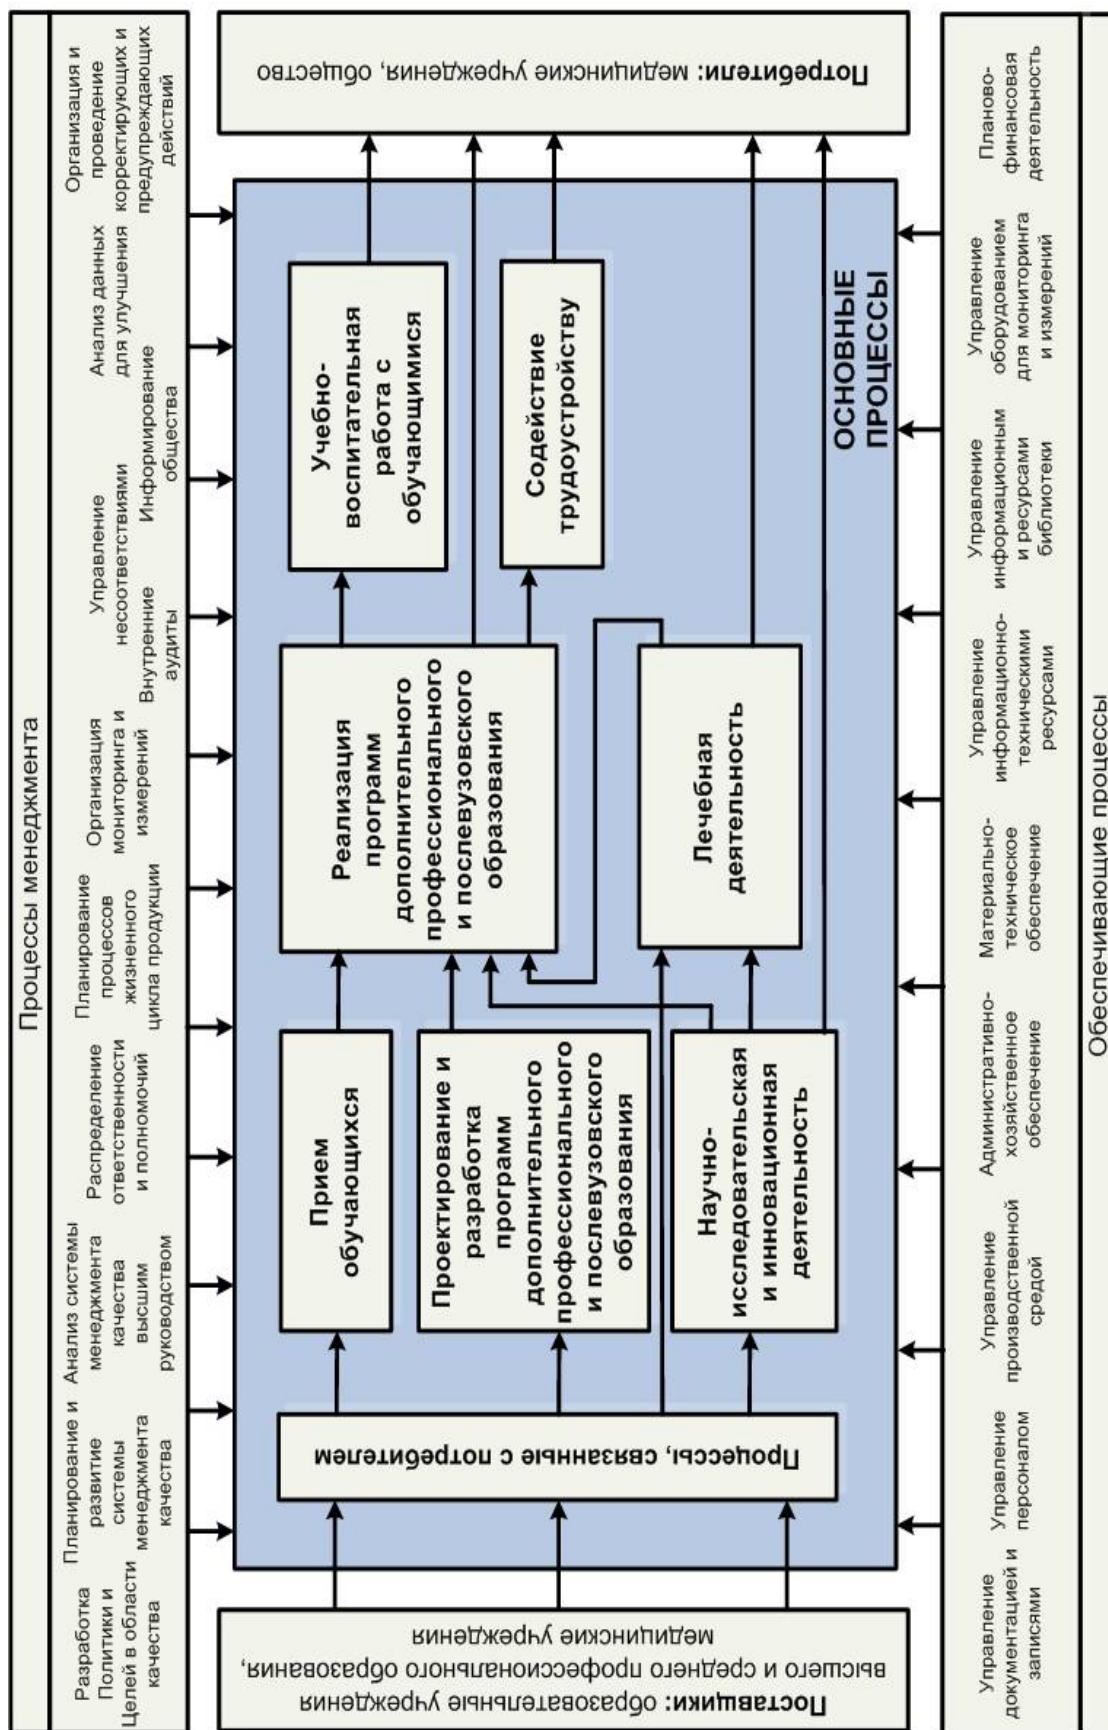 Процессы менеджмента
Разработка
Политики и
Целей в области
качества
Планирование и
развитие
системы
менеджмента
качества
Анализ системы
менеджмента
качества
высшим
руководством
Распределение
ответственности
и полномочий
Планирование
процессов
жизненного
цикла продукции
Организация
мониторинга и
измерений
Внутренние
аудиты
Управление
несоответствиями
Информирование
общества
Анализ данных
для улучшения
Организация и
проведение
корректирующих и
предупреждающих
действий
Поставщики: образовательные учреждения
высшего и среднего профессионального образования,
медицинские учреждения
Процессы, связанные с потребителем
Прием
обучающихся
Проектирование и
разработка
программ
дополнительного
профессионального
и послевузовского
образования
Научно-
исследовательская
и инновационная
деятельность
Реализация
программ
дополнительного
профессионального
и послевузовского
образования
Лечебная
деятельность
Учебно-
воспитательная
работа с
обучающимися
Содействие
трудоустройству
ОСНОВНЫЕ
ПРОЦЕССЫ
Потребители: медицинские учреждения, общество
Управление
документацией и
записями
Управление
персоналом
Управление
производственной
средой
Административно-
хозяйственное
обеспечение
Материально-
техническое
обеспечение
Управление
информационно-
техническими
ресурсами
Управление
информационным
и ресурсами
библиотеки
Управление
оборудованием
для мониторинга
и измерений
Планово-
финансовая
деятельность
Обеспечивающие процессы